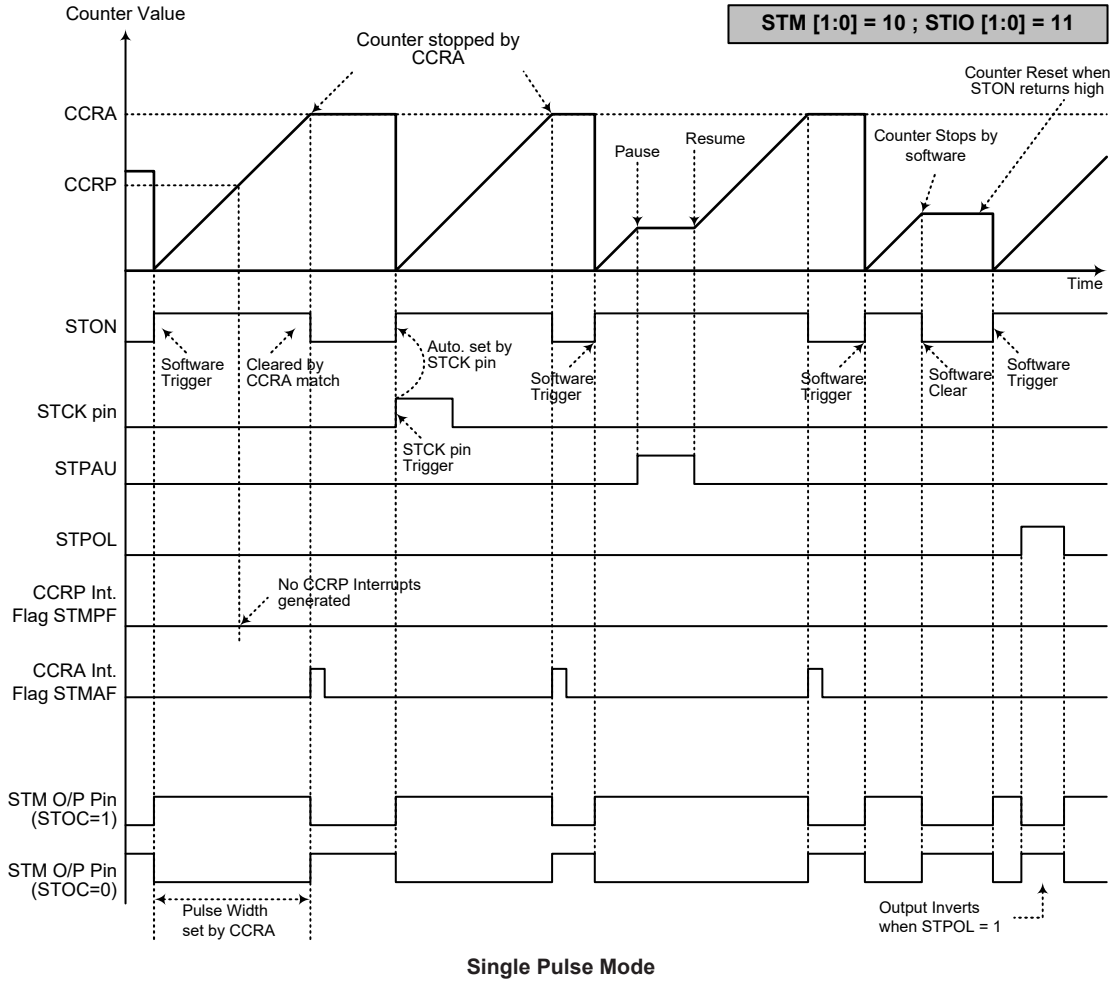 Counter Value
STM [1:0] = 10 ; STIO [1:0] = 11
Counter stopped by
CCRA
Counter Reset when
STON returns high
CCRA
Pause
Resume
Counter Stops by
software
CCRP
Time
STON
Software
Trigger
Cleared by
CCRA match
Auto. set by
STCK pin
Software
Trigger
Software
Trigger
Software
Clear
Software
Trigger
STCK pin
STCK pin
Trigger
STPAU
STPOL
CCRP Int.
Flag STMPF
No CCRP Interrupts
generated
CCRA Int.
Flag STMAF
STM O/P Pin
(STOC=1)
STM O/P Pin
(STOC=0)
Pulse Width
set by CCRA
Output Inverts
when STPOL = 1
Single Pulse Mode